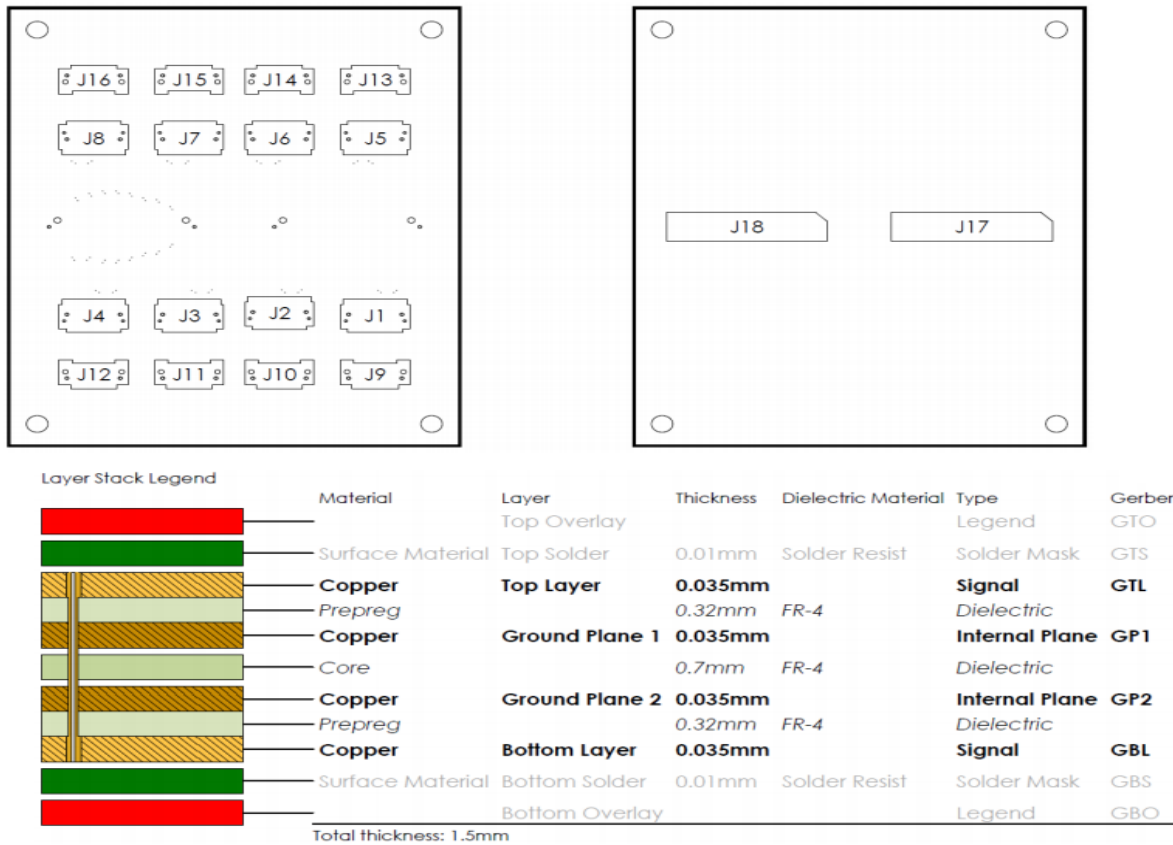 J16 J15 J14 J13
J8 J7 J6 J5
J18 J17
J4 J3 J2 J1
J12 J11 J10 J9
Layer Stack Legend
Material Layer Thickness Dielectric Material Type Gerber
Top Overlay Legend GTO
Surface Material Top Solder 0.01mm Solder Resist Solder Mask GTS
Copper Top Layer 0.035mm Signal GTL
Prepreg 0.32mm FR-4 Dielectric
Copper Ground Plane 1 0.035mm Internal Plane GP1
Core 0.7mm FR-4 Dielectric
Copper Ground Plane 2 0.035mm Internal Plane GP2
Prepreg 0.32mm FR-4 Dielectric
Copper Bottom Layer 0.035mm Signal GBL
Surface Material Bottom Solder 0.01mm Solder Resist Solder Mask GBS
Bottom Overlay Legend GBO
Total thickness: 1.5mm